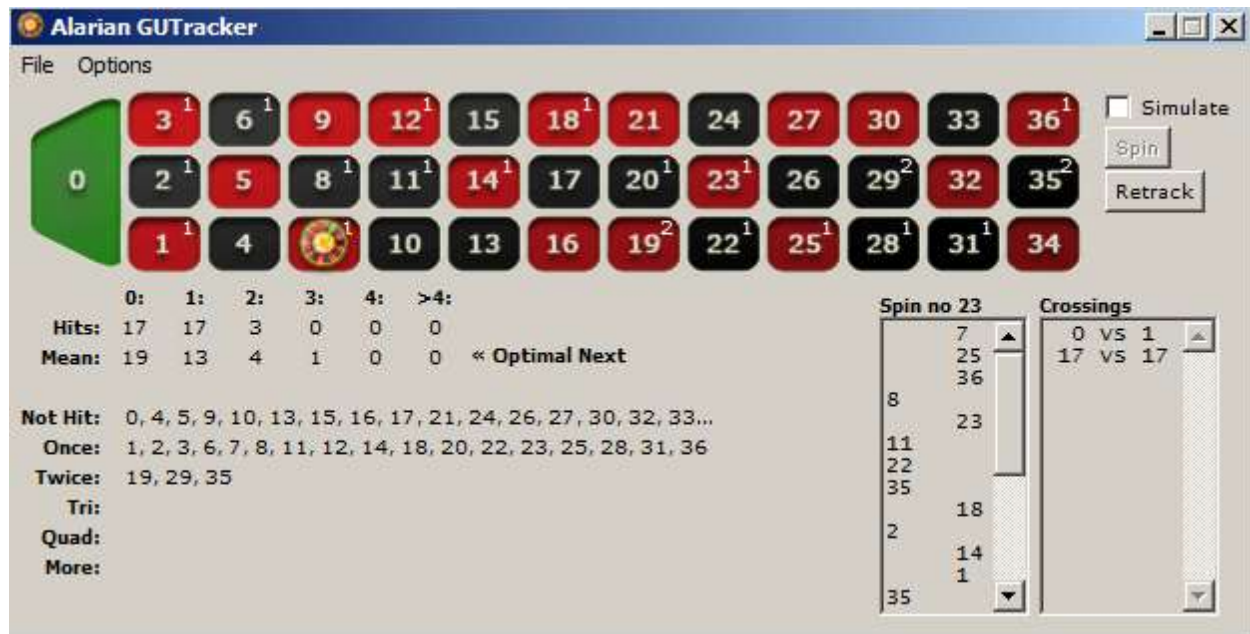 Alarian GUTracker
File Options
3 1 6 1 9 12 1 15 18 1 21 24 27 30 33 36 1
Simulate
Spin
0 2 1 5 8 1 11 1 14 1 17 20 1 23 1 26 29 2 32 35 2
Retrack
1 1 4 1 10 13 16 19 2 22 1 25 1 28 1 31 1 34
0: 1: 2: 3: 4: >4:
Hits: 17 17 3 0 0 0
Mean: 19 13 4 1 0 0 « Optimal Next
Not Hit: 0, 4, 5, 9, 10, 13, 15, 16, 17, 21, 24, 26, 27, 30, 32, 33...
Once: 1, 2, 3, 6, 7, 8, 11, 12, 14, 18, 20, 22, 23, 25, 28, 31, 36
Twice: 19, 29, 35
Tri:
Quad:
More:
Spin no 23
7
25
36
8
23
11
22
35
18
2
14
1
35
Crossings
0 vs 1
17 vs 17